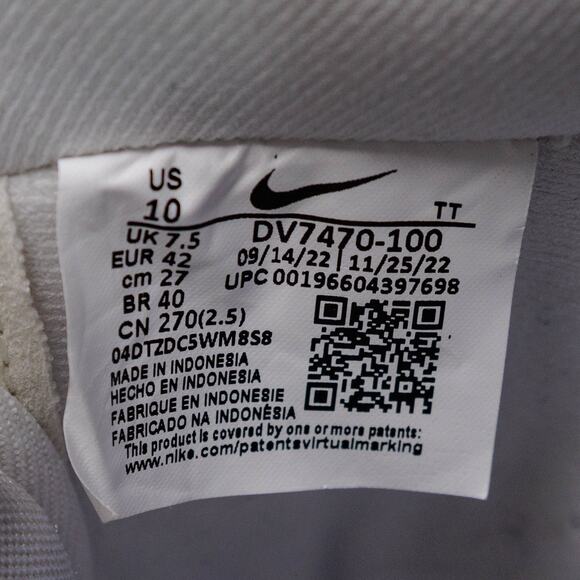 US
10
TT
UK 7.5
DV7470-100
EUR 42
09/14/22 | 11/25/22
cm 27
UPC 00196604397698
BR 40
CN 270(2.5)
04DTZDC5WM8S8
MADE IN INDONESIA
HECHO EN INDONESIA
FABRIQUE EN INDONESIE
FABRICADO NA INDONÉSIA
This product is covered by one or more patents:
www.nike.com/patentsvirtualmarking